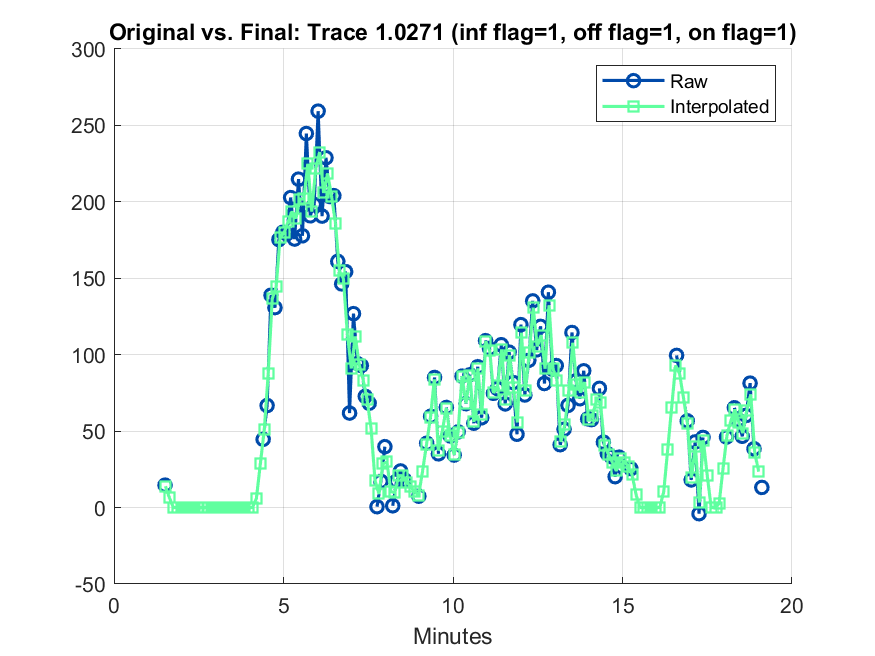 Original vs. Final: Trace 1.0271 (inf flag=1, off flag=1, on flag=1)
300
250
200
150
100
50
0
-50
Raw
Interpolated
0 5 10 15 20
Minutes